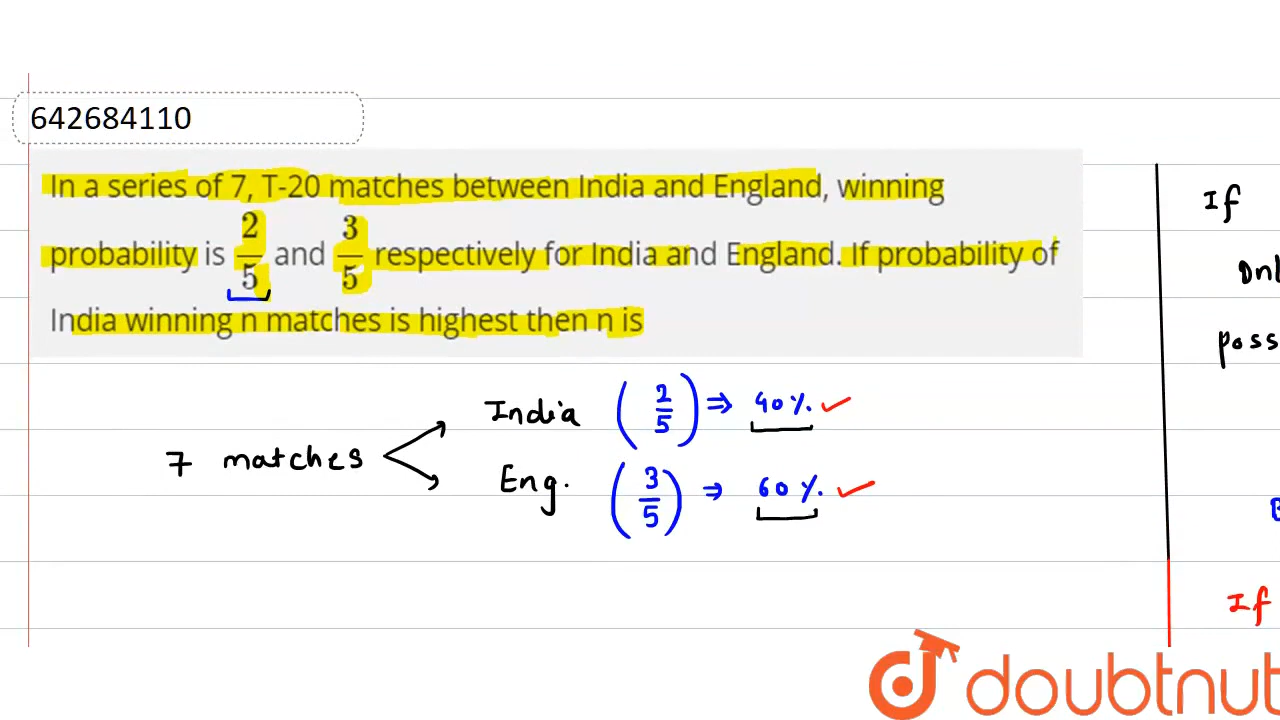 642684110
In a series of 7, T-20 matches between India and England, winning
probability is 2/5 and 3/5 respectively for India and England. If probability of
India winning n matches is highest then n is
If
Onl
poss
7 matches
India (2/5) ⇒ 40%. ✓
Eng. (3/5) ⇒ 60%. ✓
If
doubtnut